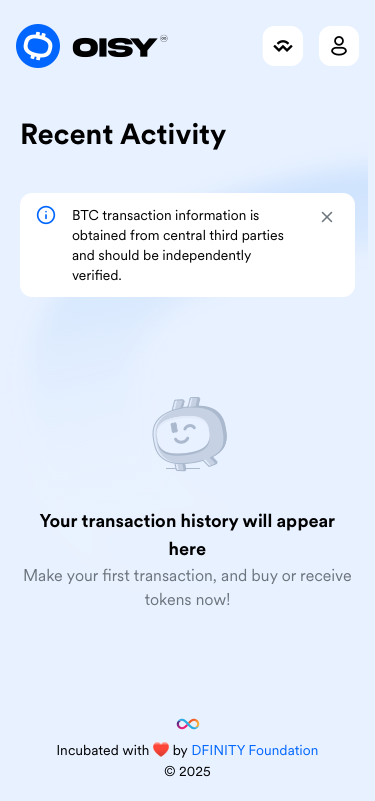 OISY
Recent Activity
BTC transaction information is
obtained from central third parties
and should be independently
verified.
Your transaction history will appear
here
Make your first transaction, and buy or receive
tokens now!
Incubated with ❤️ by DFINITY Foundation
© 2025